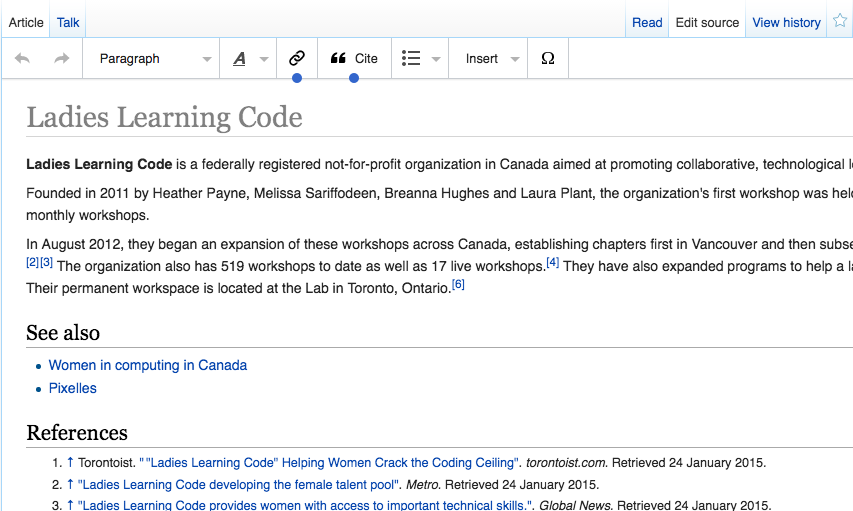 Article Talk Read Edit source View history
Paragraph A Cite Insert Ω
Ladies Learning Code
Ladies Learning Code is a federally registered not-for-profit organization in Canada aimed at promoting collaborative, technological
Founded in 2011 by Heather Payne, Melissa Sariffodeen, Breanna Hughes and Laura Plant, the organization's first workshop was held
monthly workshops.
In August 2012, they began an expansion of these workshops across Canada, establishing chapters first in Vancouver and then subse
[2][3] The organization also has 519 workshops to date as well as 17 live workshops.[4] They have also expanded programs to help a
Their permanent workspace is located at the Lab in Toronto, Ontario.[6]
See also
• Women in computing in Canada
• Pixelles
References
1. ↑ Torontoist. " "Ladies Learning Code" Helping Women Crack the Coding Ceiling". torontoist.com. Retrieved 24 January 2015.
2. ↑ "Ladies Learning Code developing the female talent pool". Metro. Retrieved 24 January 2015.
3. ↑ "Ladies Learning Code provides women with access to important technical skills.". Global News. Retrieved 24 January 2015.